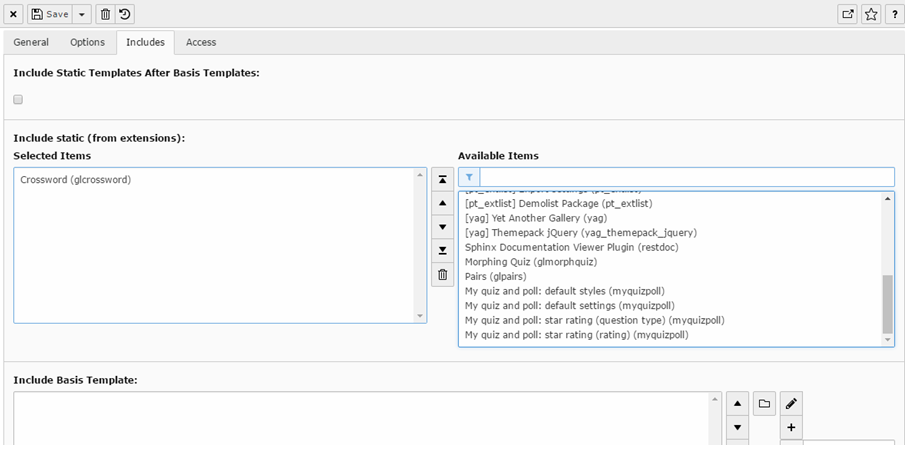 Save
?
General Options Includes Access
Include Static Templates After Basis Templates:
Include static (from extensions):
Selected Items
Crossword (glcrossword)
Available Items
[pt_extlist] Demolist Package (pt_extlist)
[yag] Yet Another Gallery (yag)
[yag] Themepack jQuery (yag_themepack_jquery)
Sphinx Documentation Viewer Plugin (restdoc)
Morphing Quiz (glmorphquiz)
Pairs (glpairs)
My quiz and poll: default styles (myquizpoll)
My quiz and poll: default settings (myquizpoll)
My quiz and poll: star rating (question type) (myquizpoll)
My quiz and poll: star rating (rating) (myquizpoll)
Include Basis Template: